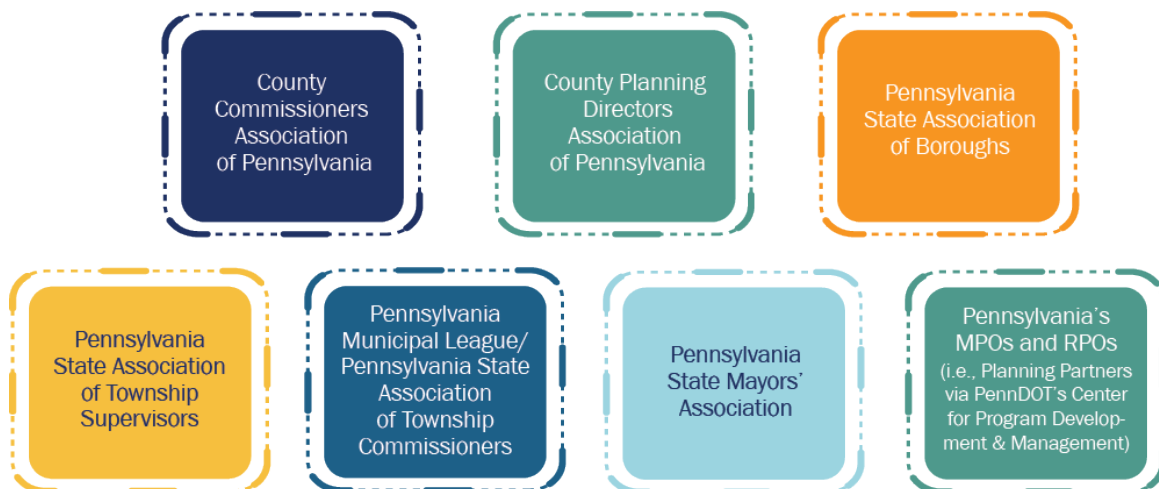 County
Commissioners
Association
of Pennsylvania
County Planning
Directors
Association
of Pennsylvania
Pennsylvania
State Association
of Boroughs
Pennsylvania
State Association
of Township
Supervisors
Pennsylvania
Municipal League/
Pennsylvania State
Association
of Township
Commissioners
Pennsylvania
State Mayors’
Association
Pennsylvania’s
MPOs and RPOs
(i.e., Planning Partners
via PennDOT’s Center
for Program Develop-
ment & Management)